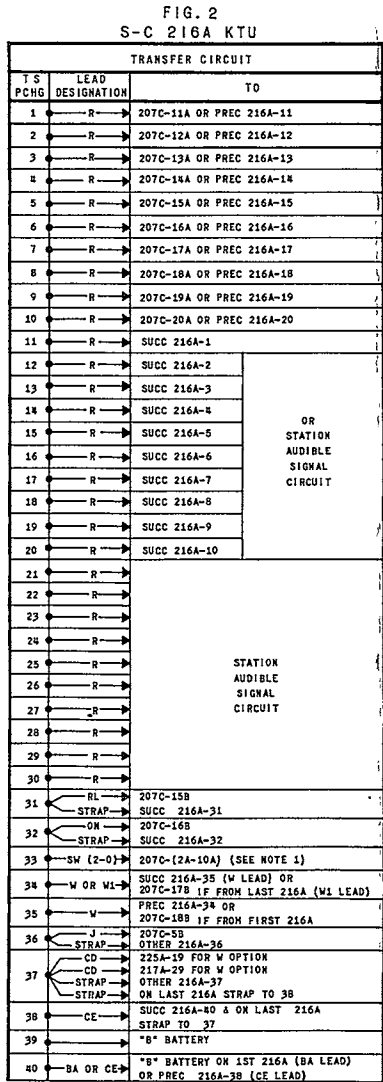 FIG. 2
S-C 216A KTU
TRANSFER CIRCUIT
TS PCHG LEAD DESIGNATION TO
1 R 207C-11A OR PREC 216A-11
2 R 207C-12A OR PREC 216A-12
3 R 207C-13A OR PREC 216A-13
4 R 207C-14A OR PREC 216A-14
5 R 207C-15A OR PREC 216A-15
6 R 207C-16A OR PREC 216A-16
7 R 207C-17A OR PREC 216A-17
8 R 207C-18A OR PREC 216A-18
9 R 207C-19A OR PREC 216A-19
10 R 207C-20A OR PREC 216A-20
11 R SUCC 216A-1
12 R SUCC 216A-2
13 R SUCC 216A-3
14 R SUCC 216A-4
15 R SUCC 216A-5
16 R SUCC 216A-6
17 R SUCC 216A-7
18 R SUCC 216A-8
19 R SUCC 216A-9
20 R SUCC 216A-10
OR
STATION
AUDIBLE
SIGNAL
CIRCUIT
21 R
22 R
23 R
24 R
25 R
26 R
27 R
28 R
29 R
30 R
STATION
AUDIBLE
SIGNAL
CIRCUIT
31 RL 207C-15B
STRAP SUCC 216A-31
32 ON 207C-16B
STRAP SUCC 216A-32
33 SW (2-0) 207C-(2A-10A) (SEE NOTE 1)
34 W OR W1 SUCC 216A-35 (W LEAD) OR
207C-17B IF FROM LAST 216A (W1 LEAD)
35 W PREC 216A-34 OR
207C-18B IF FROM FIRST 216A
36 J 207C-5B
STRAP OTHER 216A-36
37 CD 225A-19 FOR W OPTION
CD 217A-29 FOR W OPTION
STRAP OTHER 216A-37
STRAP ON LAST 216A STRAP TO 38
38 CE SUCC 216A-40 & ON LAST 216A
STRAP TO 37
39 "B" BATTERY
40 BA OR CE "B" BATTERY ON 1ST 216A (BA LEAD)
OR PREC 216A-38 (CE LEAD)